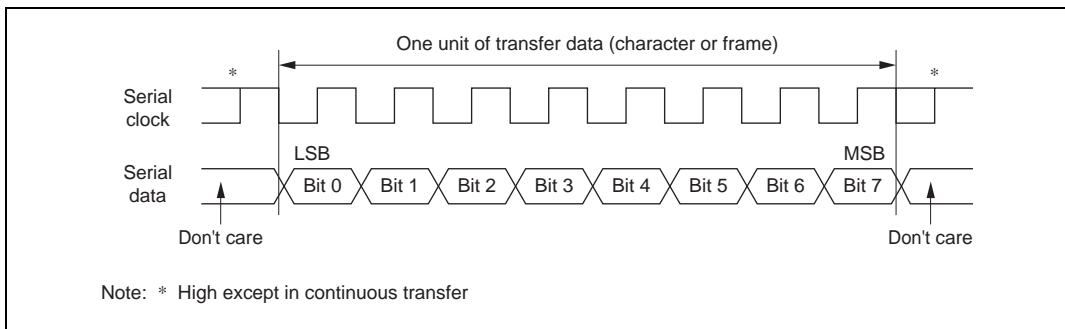 One unit of transfer data (character or frame)
* *
Serial
clock
LSB MSB
Serial
data
Bit 0 Bit 1 Bit 2 Bit 3 Bit 4 Bit 5 Bit 6 Bit 7
Don't care Don't care
Note: * High except in continuous transfer